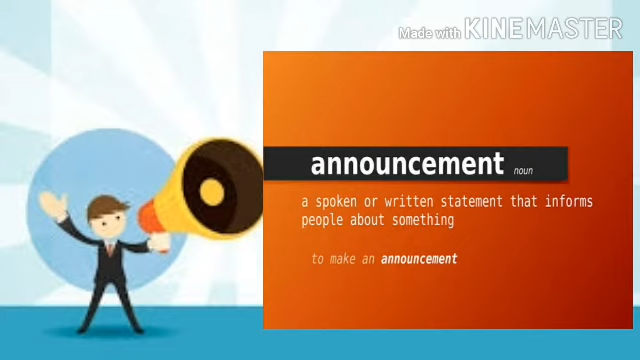 Made with KINEMASTER
announcement noun
a spoken or written statement that informs
people about something
to make an announcement